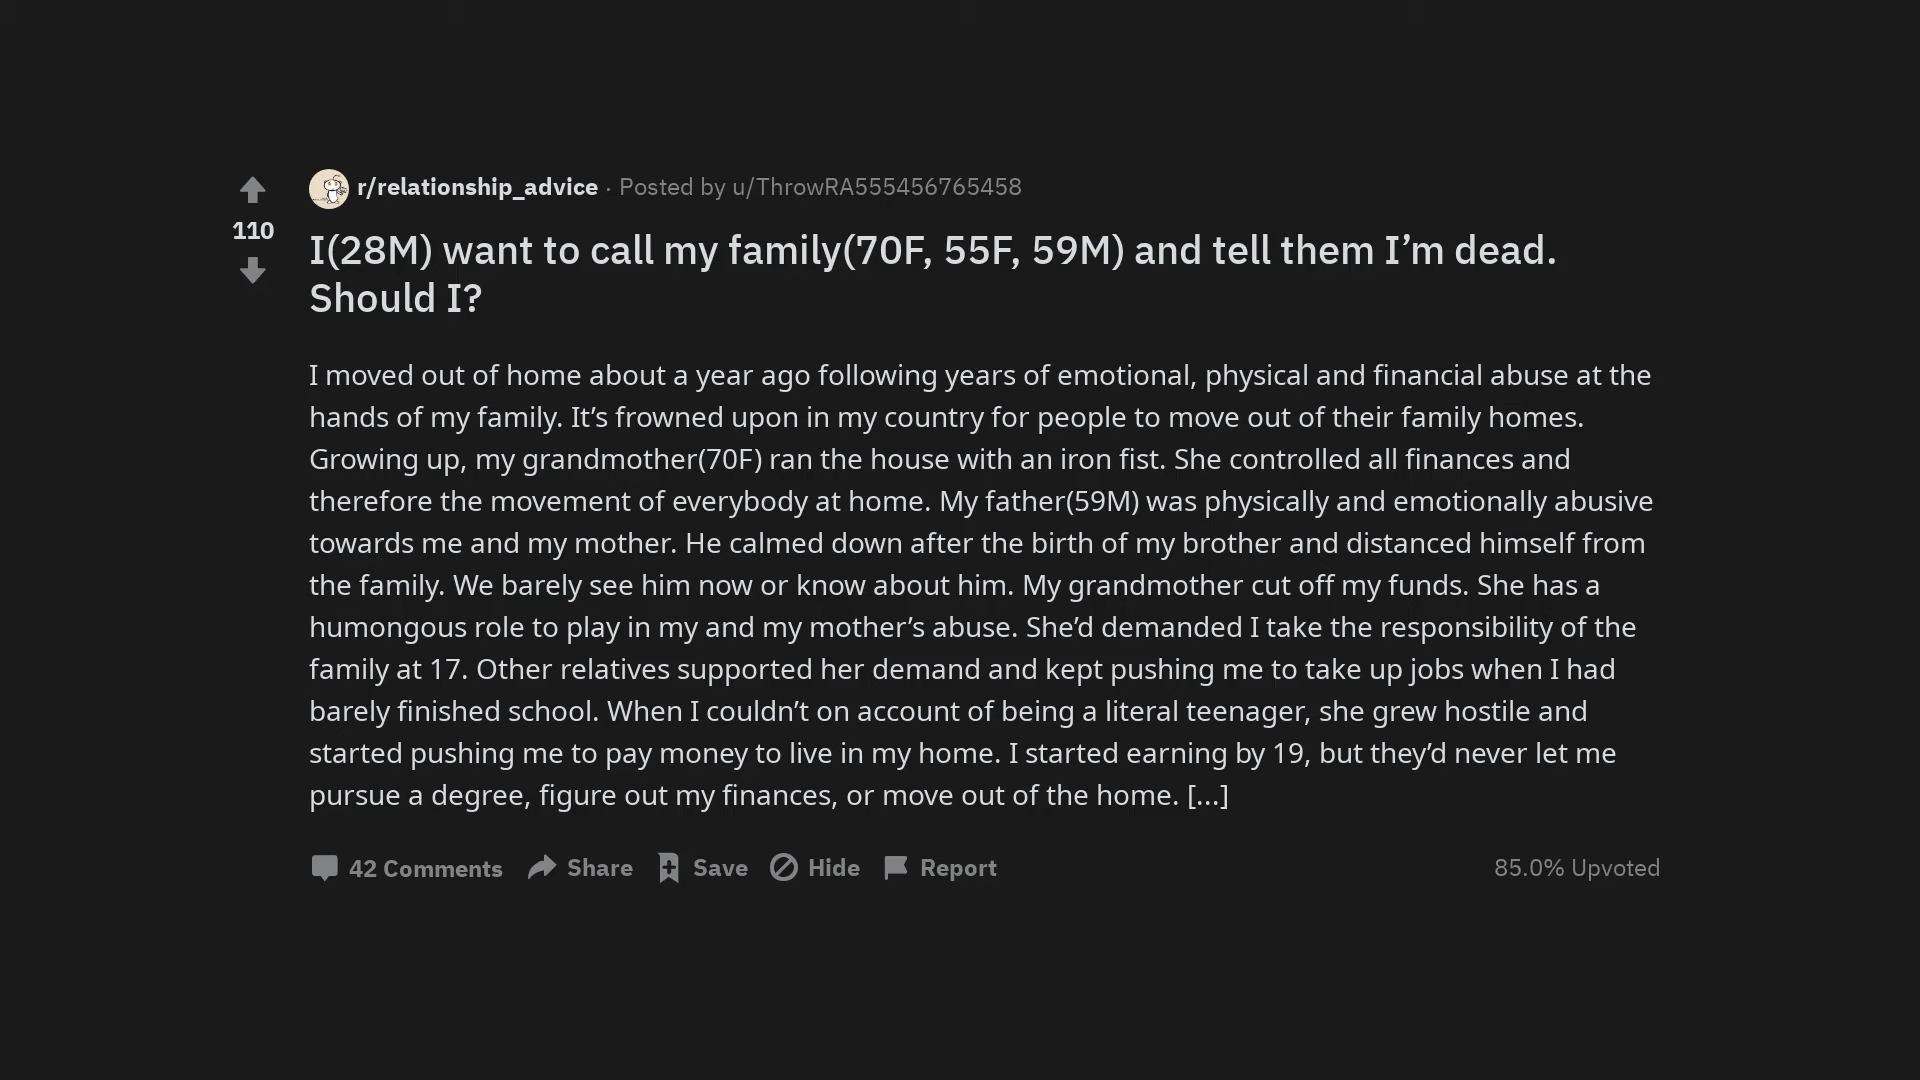 r/relationship_advice · Posted by u/ThrowRA555456765458
110
I(28M) want to call my family(70F, 55F, 59M) and tell them I’m dead.
Should I?
I moved out of home about a year ago following years of emotional, physical and financial abuse at the
hands of my family. It’s frowned upon in my country for people to move out of their family homes.
Growing up, my grandmother(70F) ran the house with an iron fist. She controlled all finances and
therefore the movement of everybody at home. My father(59M) was physically and emotionally abusive
towards me and my mother. He calmed down after the birth of my brother and distanced himself from
the family. We barely see him now or know about him. My grandmother cut off my funds. She has a
humongous role to play in my and my mother’s abuse. She’d demanded I take the responsibility of the
family at 17. Other relatives supported her demand and kept pushing me to take up jobs when I had
barely finished school. When I couldn’t on account of being a literal teenager, she grew hostile and
started pushing me to pay money to live in my home. I started earning by 19, but they’d never let me
pursue a degree, figure out my finances, or move out of the home. [...]
42 Comments Share Save Hide Report 85.0% Upvoted